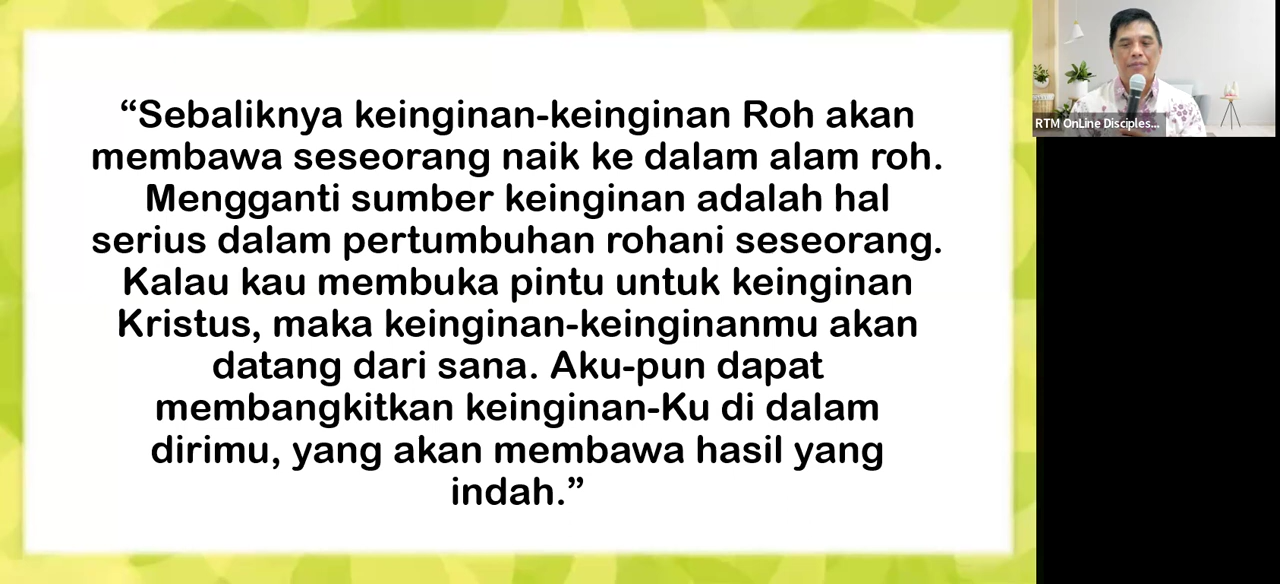 “Sebaliknya keinginan-keinginan Roh akan
membawa seseorang naik ke dalam alam roh.
Mengganti sumber keinginan adalah hal
serius dalam pertumbuhan rohani seseorang.
Kalau kau membuka pintu untuk keinginan
Kristus, maka keinginan-keinginanmu akan
datang dari sana. Aku-pun dapat
membangkitkan keinginan-Ku di dalam
dirimu, yang akan membawa hasil yang
indah.”
RTM OnLine Disciples...